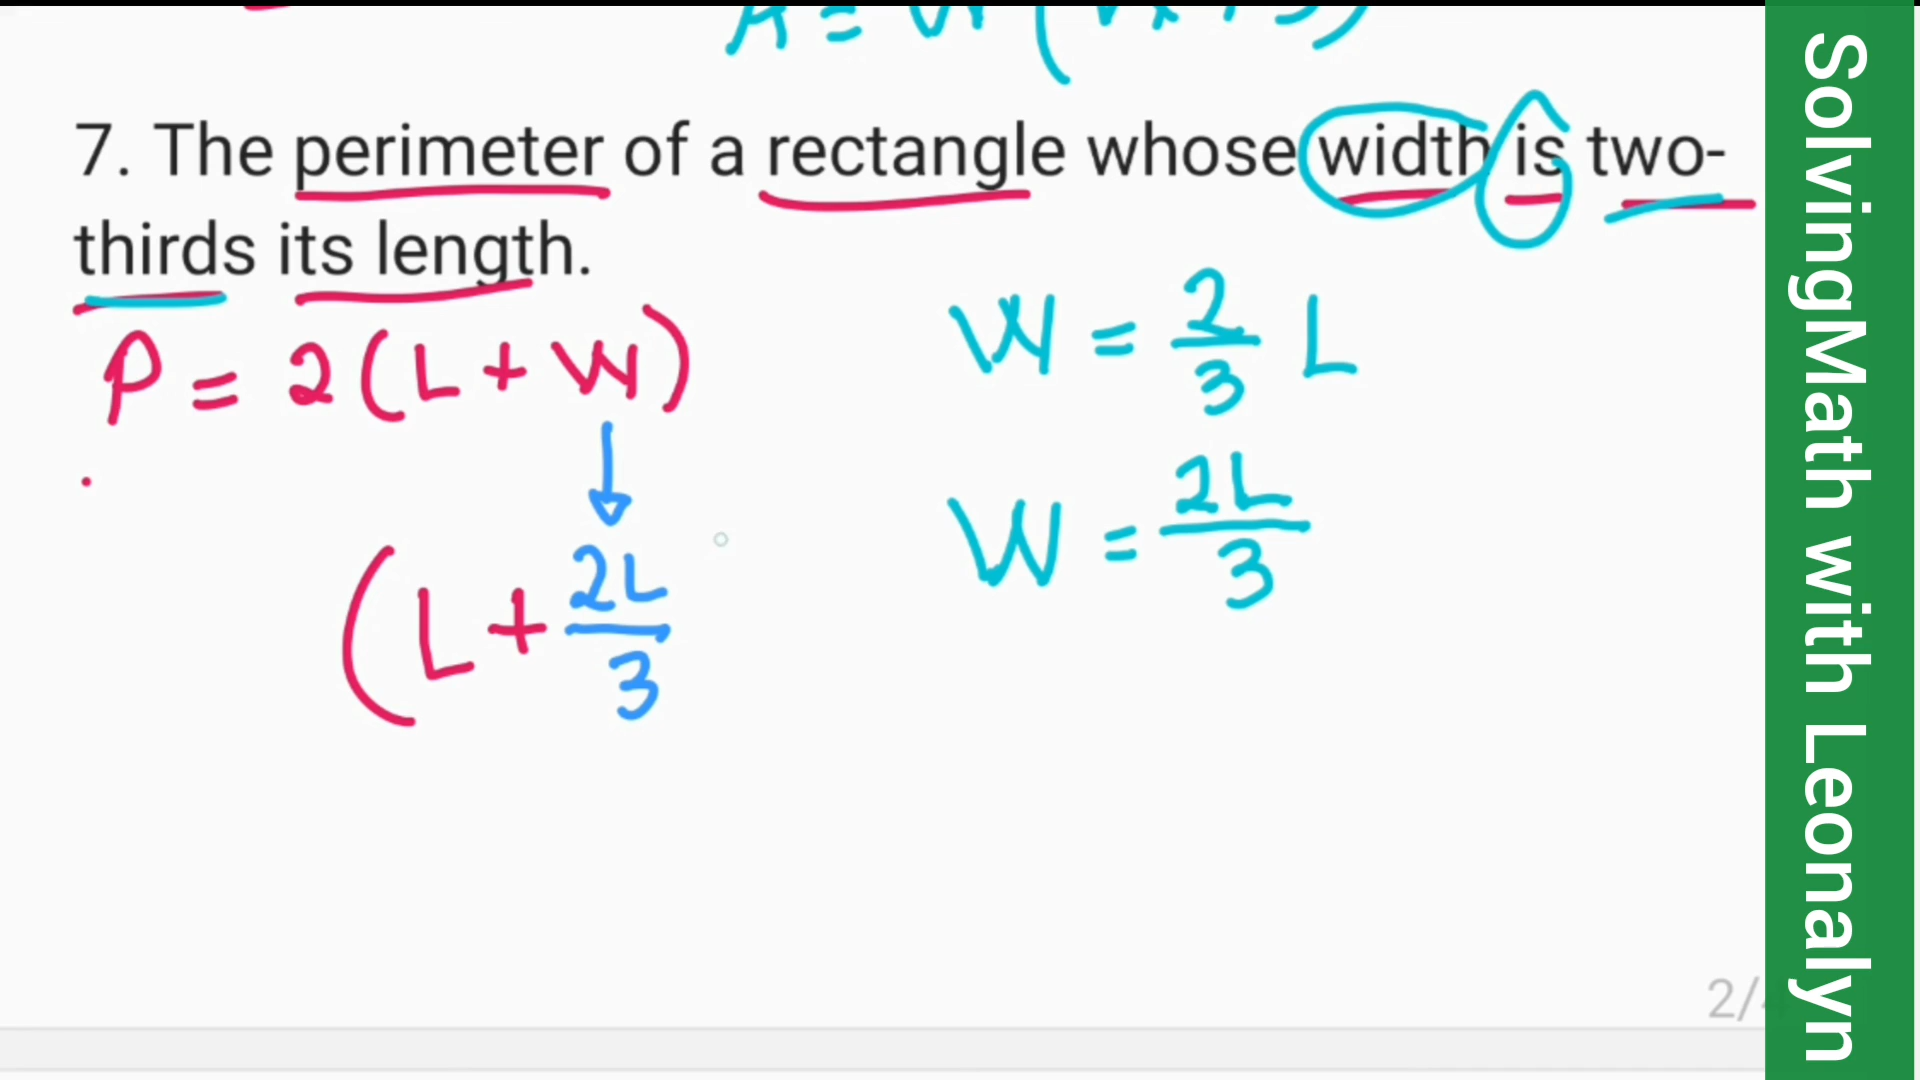 A =
7. The perimeter of a rectangle whose width is two-
thirds its length.
P = 2(L + W)
W = 2/3 L
W = 2L/3
(L + 2L/3
2/
SolvingMath with Leonalyn